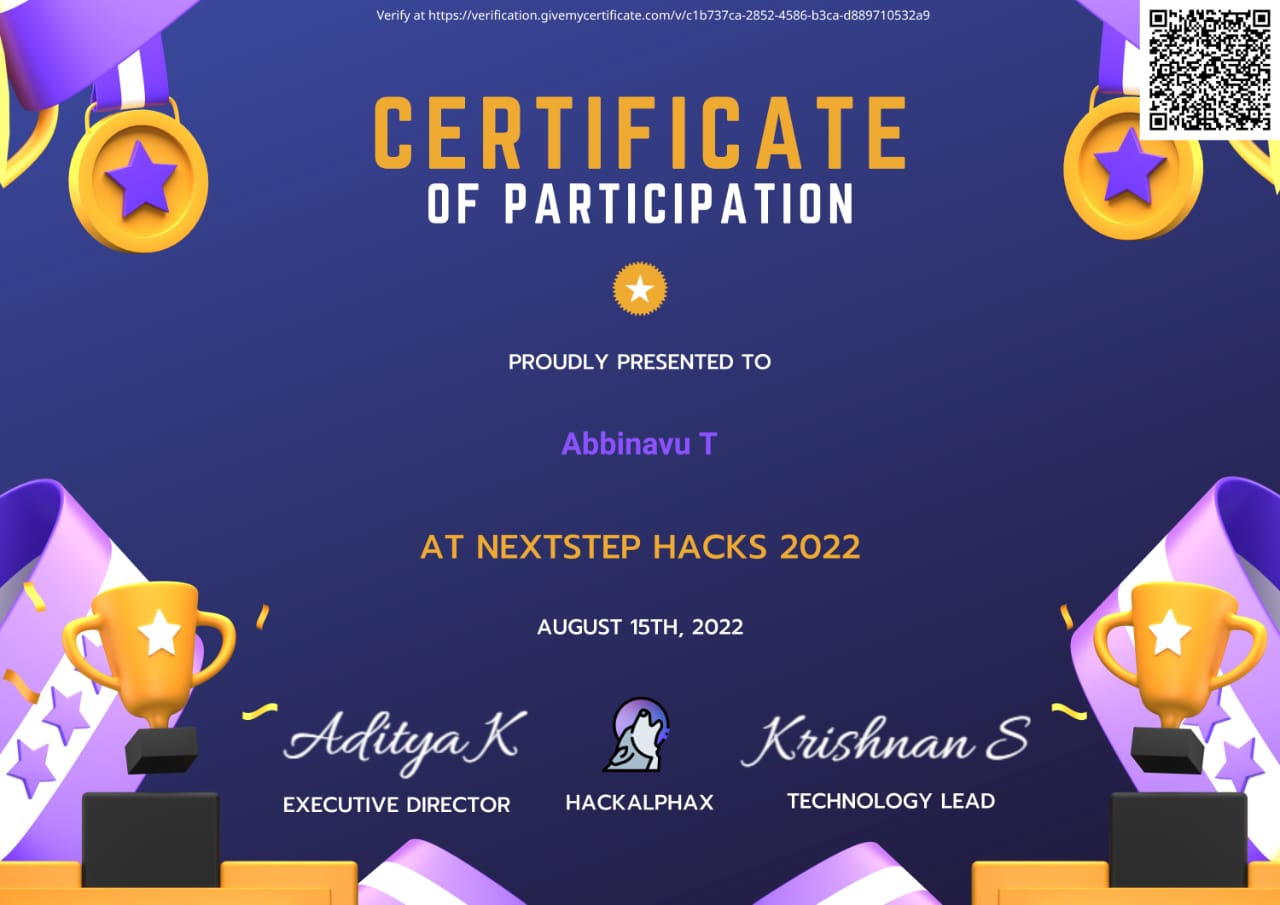 Verify at https://verification.givemycertificate.com/v/c1b737ca-2852-4586-b3ca-d889710532a9
CERTIFICATE
OF PARTICIPATION
PROUDLY PRESENTED TO
Abbinavu T
AT NEXTSTEP HACKS 2022
AUGUST 15TH, 2022
Aditya K
EXECUTIVE DIRECTOR
HACKALPHAX
Krishnan S
TECHNOLOGY LEAD